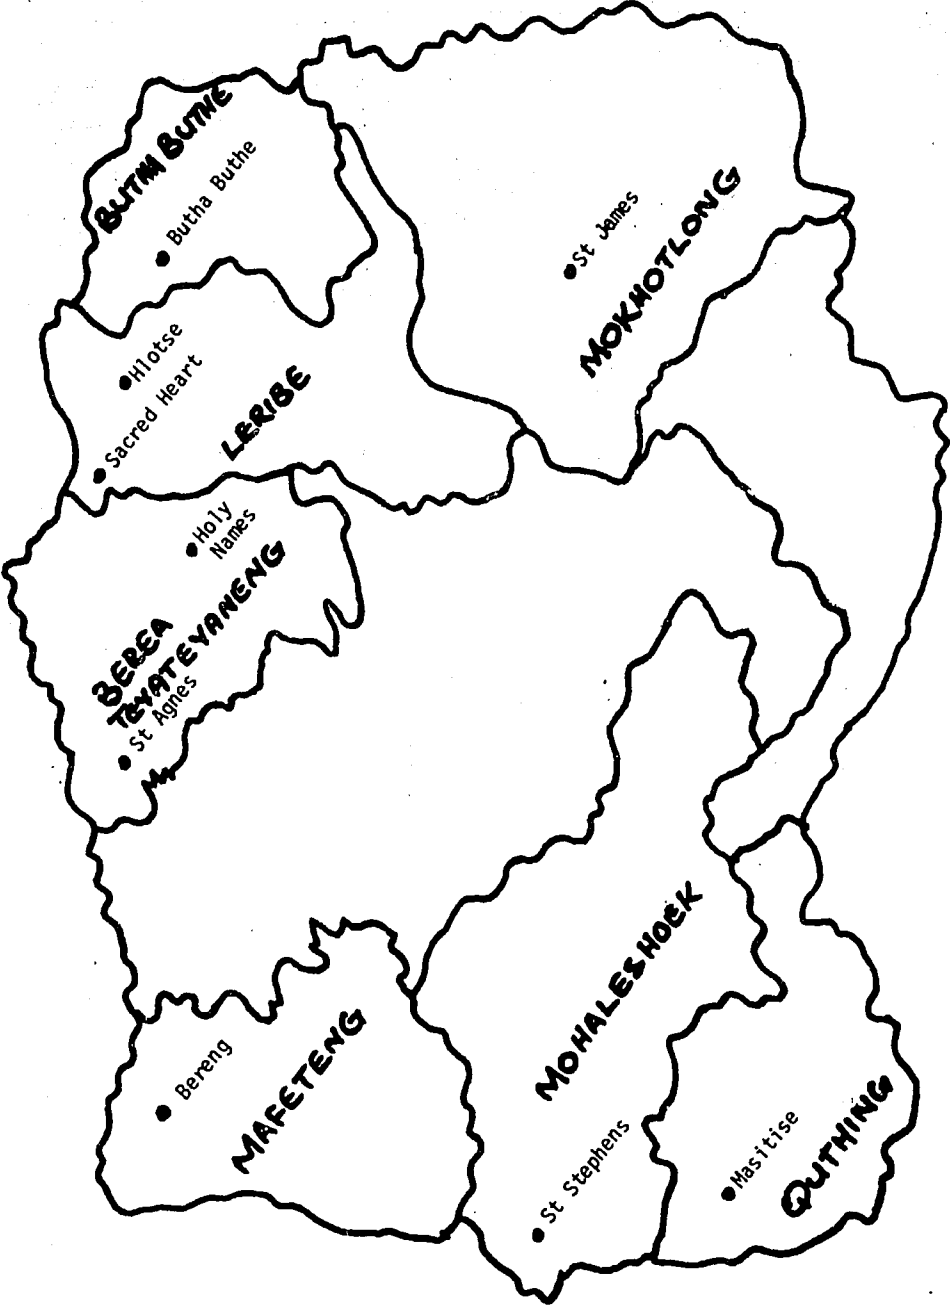 BUTHA BUTHE
Butha Buthe
St James
MOKHOTLONG
Hlotse
Sacred Heart
LERIBE
Holy
Names
BEREA
TEYATEYANENG
St Agnes
MOHALESHOEK
Bereng
MAFETENG
St Stephens
Masitise
QUTHING